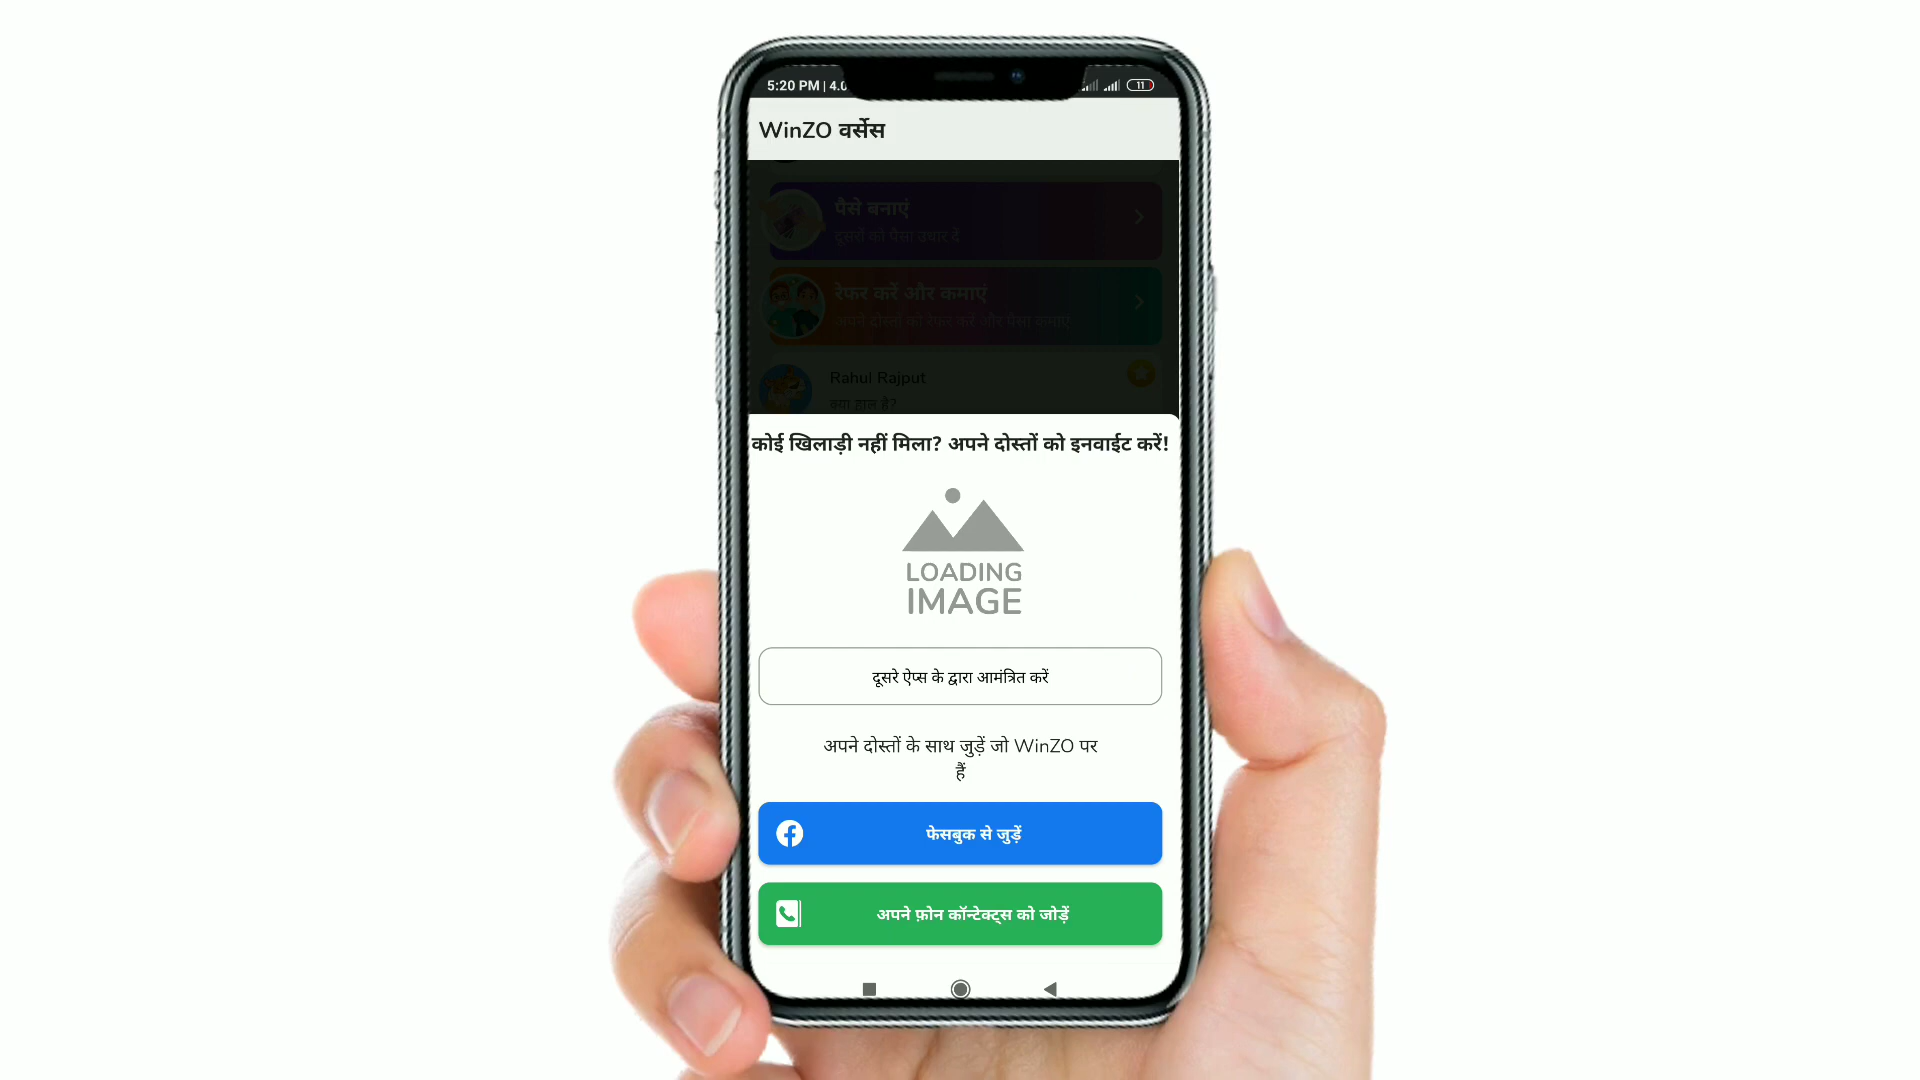 5:20 PM | 4.0
11
WinZO वर्सेस
पैसे बनाएं
दूसरों को पैसा उधार दें
रेफर करें और कमाएं
अपने दोस्तों को रेफर करें और पैसा कमाएं
Rahul Rajput
क्या हाल है?
कोई खिलाड़ी नहीं मिला? अपने दोस्तों को इनवाईट करें!
LOADING
IMAGE
दूसरे ऐप्स के द्वारा आमंत्रित करें
अपने दोस्तों के साथ जुड़ें जो WinZO पर
हैं
फेसबुक से जुड़ें
अपने फ़ोन कॉन्टेक्ट्स को जोड़ें